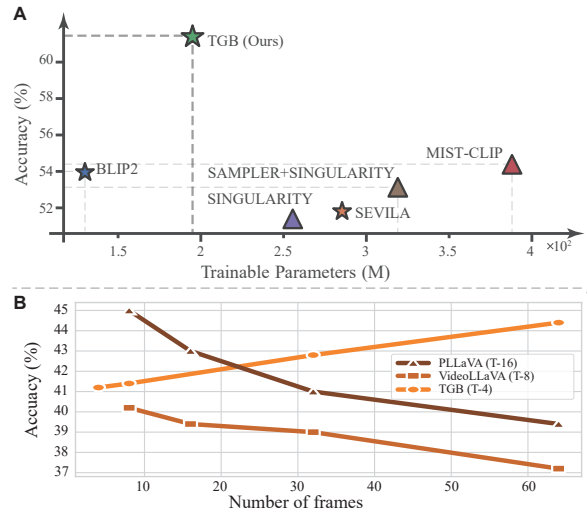 A
TGB (Ours)
60
58
56
54
52
Accuracy (%)
BLIP2
MIST-CLIP
SAMPLER+SINGULARITY
SINGULARITY
SEVILA
1.5
2
2.5
3
3.5
4
×10²
Trainable Parameters (M)
B
45
44
43
42
41
40
39
38
37
Accuacy (%)
PLLaVA (T-16)
VideoLLaVA (T-8)
TGB (T-4)
10
20
30
40
50
60
Number of frames